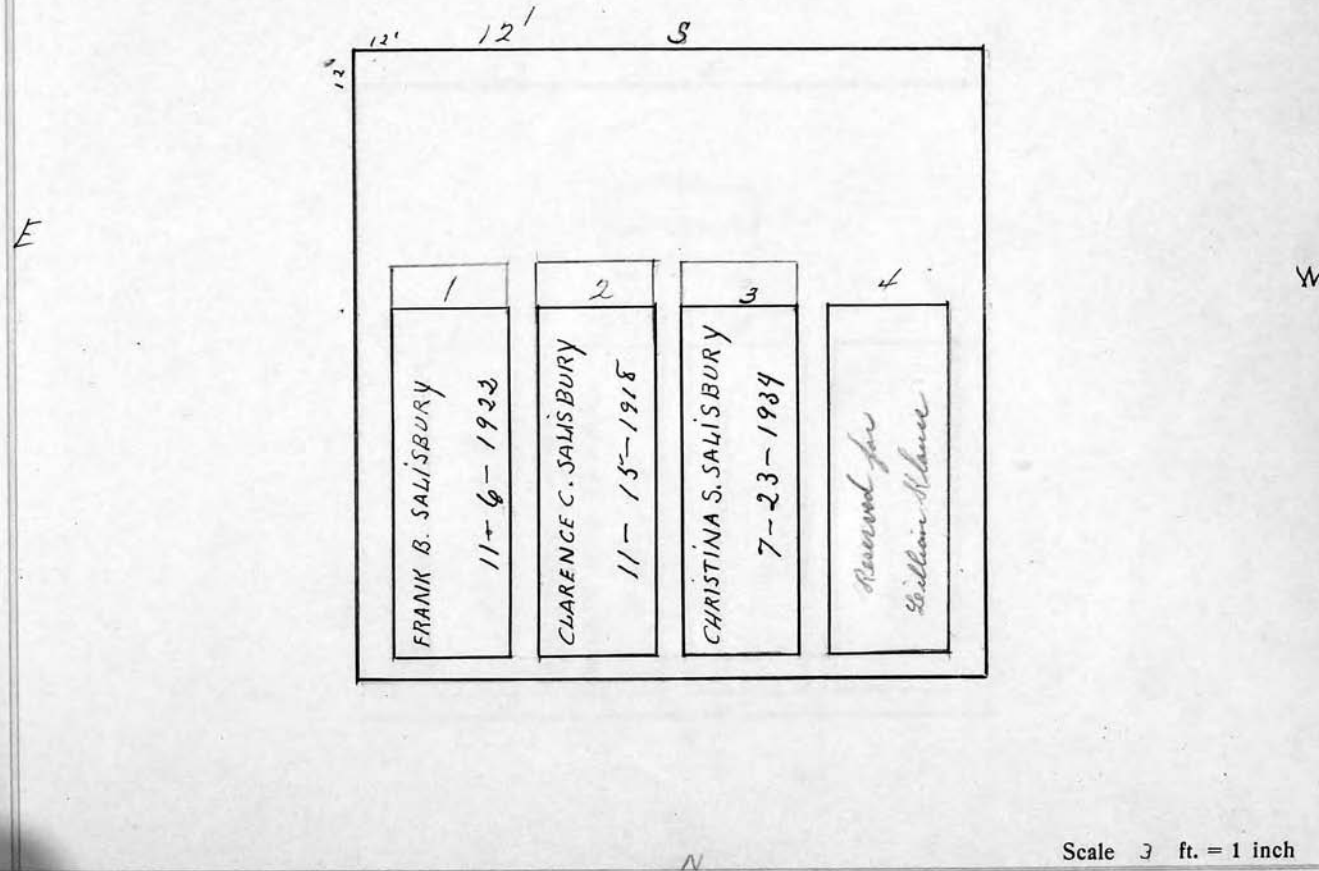 12' 12' S
12
E
W
1
FRANK B. SALISBURY
11-6-1922
2
CLARENCE C. SALISBURY
11-15-1918
3
CHRISTINA S. SALISBURY
7-23-1934
4
Reserved for
Lillian Klause
N
Scale 3 ft. = 1 inch